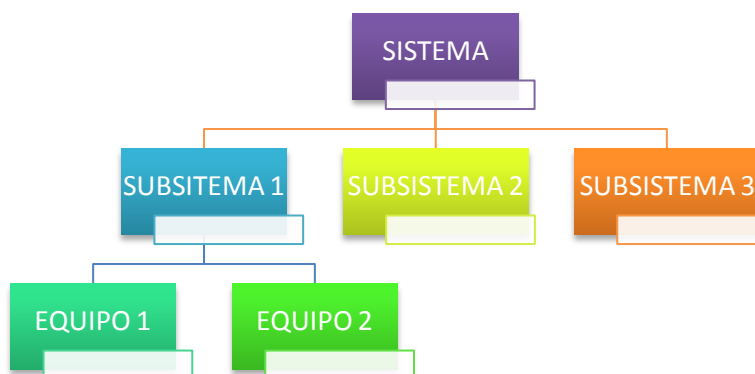 SISTEMA
SUBSITEMA 1
SUBSISTEMA 2
SUBSISTEMA 3
EQUIPO 1
EQUIPO 2